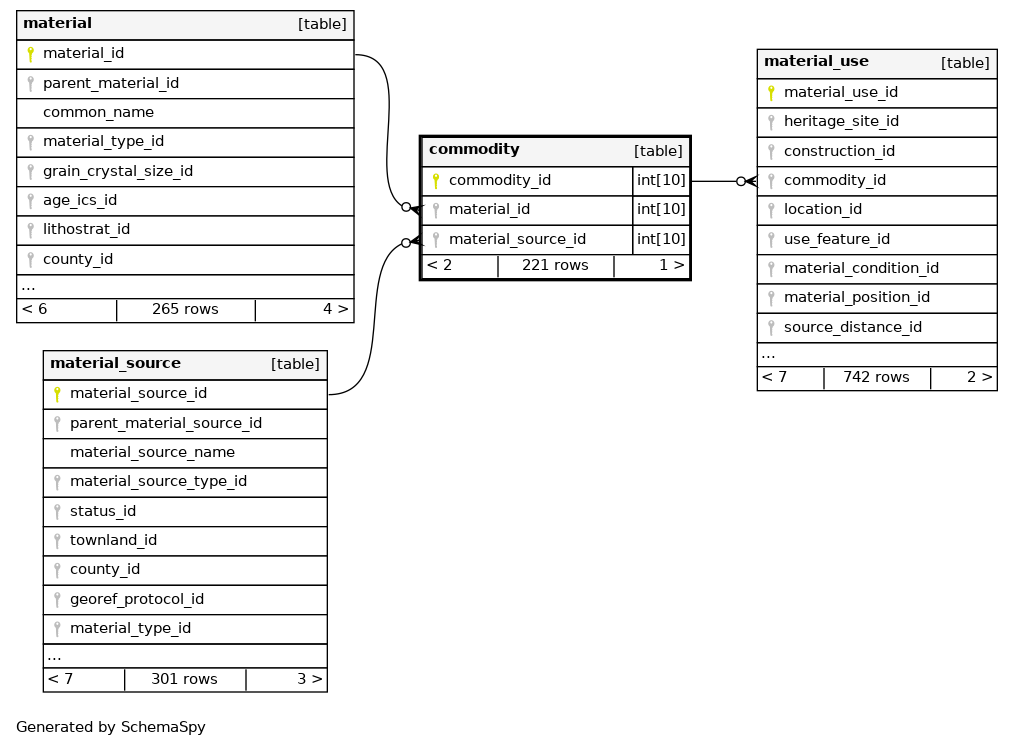 material [table]
material_id
parent_material_id
common_name
material_type_id
grain_crystal_size_id
age_ics_id
lithostrat_id
county_id
...
< 6 265 rows 4 >
material_source [table]
material_source_id
parent_material_source_id
material_source_name
material_source_type_id
status_id
townland_id
county_id
georef_protocol_id
material_type_id
...
< 7 301 rows 3 >
commodity [table]
commodity_id int[10]
material_id int[10]
material_source_id int[10]
< 2 221 rows 1 >
material_use [table]
material_use_id
heritage_site_id
construction_id
commodity_id
location_id
use_feature_id
material_condition_id
material_position_id
source_distance_id
...
< 7 742 rows 2 >
Generated by SchemaSpy